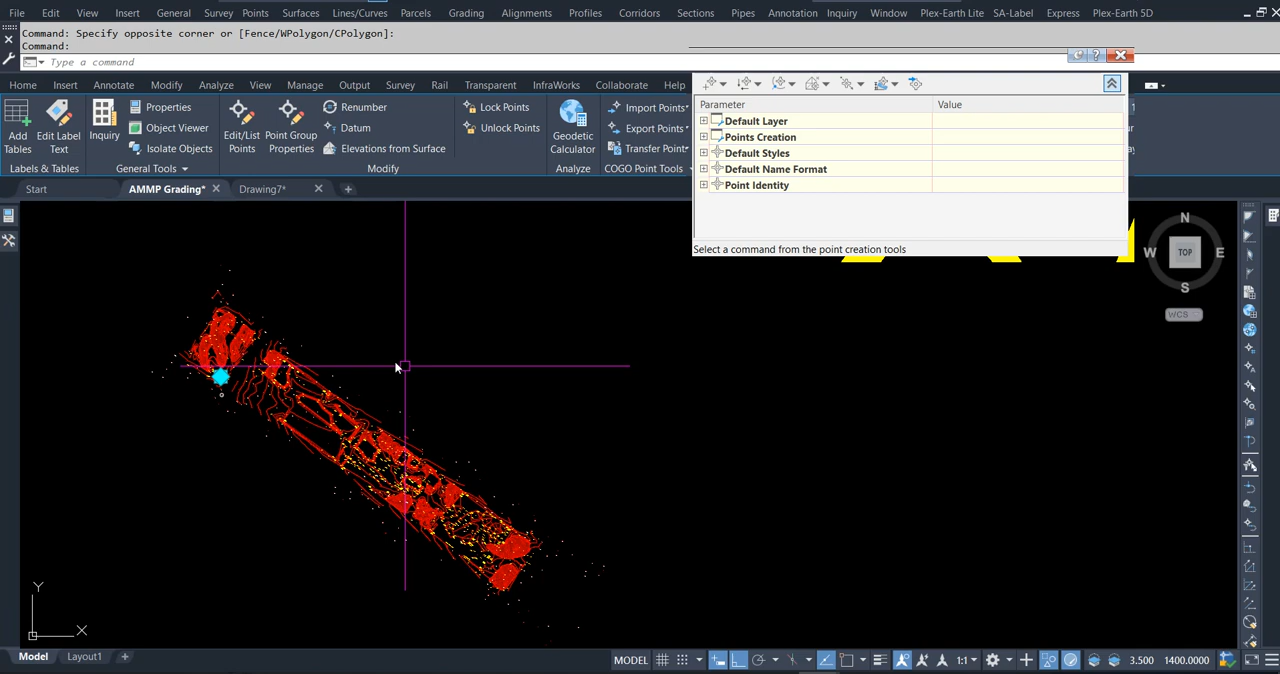 File Edit View Insert General Survey Points Surfaces Lines/Curves Parcels Grading Alignments Profiles Corridors Sections Pipes Annotation Inquiry Window Plex-Earth Lite SA-Label Express Plex-Earth 5D
Command: Specify opposite corner or [Fence/WPolygon/CPolygon]:
Command:
Type a command
Home Insert Annotate Modify Analyze View Manage Output Survey Rail Transparent InfraWorks Collaborate Help
Add Tables
Edit Label Text
Inquiry
Properties
Object Viewer
Isolate Objects
Edit/List Points
Point Group Properties
Renumber
Datum
Elevations from Surface
Lock Points
Unlock Points
Geodetic Calculator
Import Points
Export Points
Transfer Point
Labels & Tables General Tools Modify Analyze COGO Point Tools
Parameter Value
Default Layer
Points Creation
Default Styles
Default Name Format
Point Identity
Select a command from the point creation tools
Start AMMP Grading* Drawing7*
N
W TOP E
S
WCS
Y
X
Model Layout1
MODEL 1:1 3.500 1400.0000